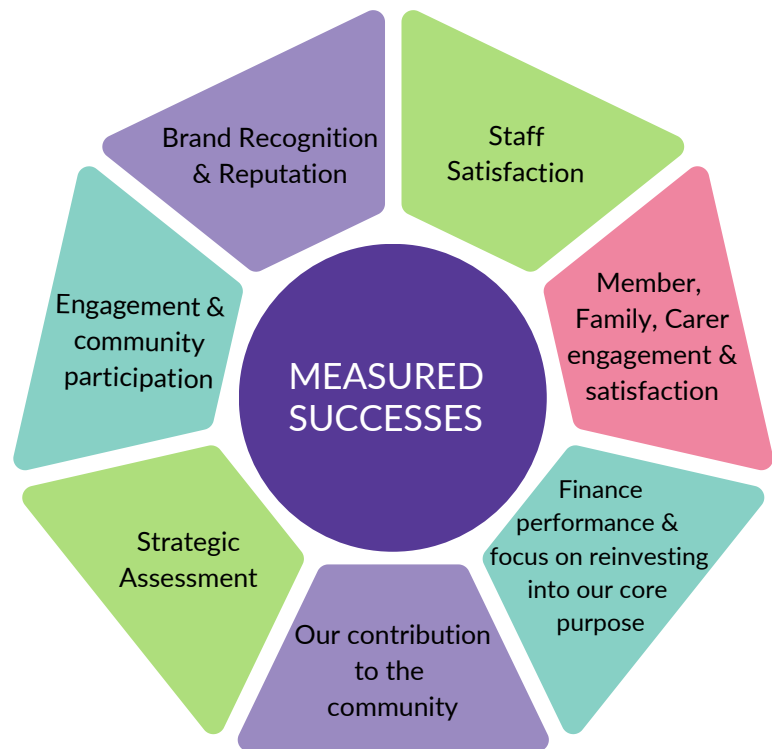 Brand Recognition
& Reputation
Staff
Satisfaction
Member,
Family, Carer
engagement &
satisfaction
Finance
performance &
focus on reinvesting
into our core
purpose
Our contribution
to the
community
Strategic
Assessment
Engagement &
community
participation
MEASURED
SUCCESSES